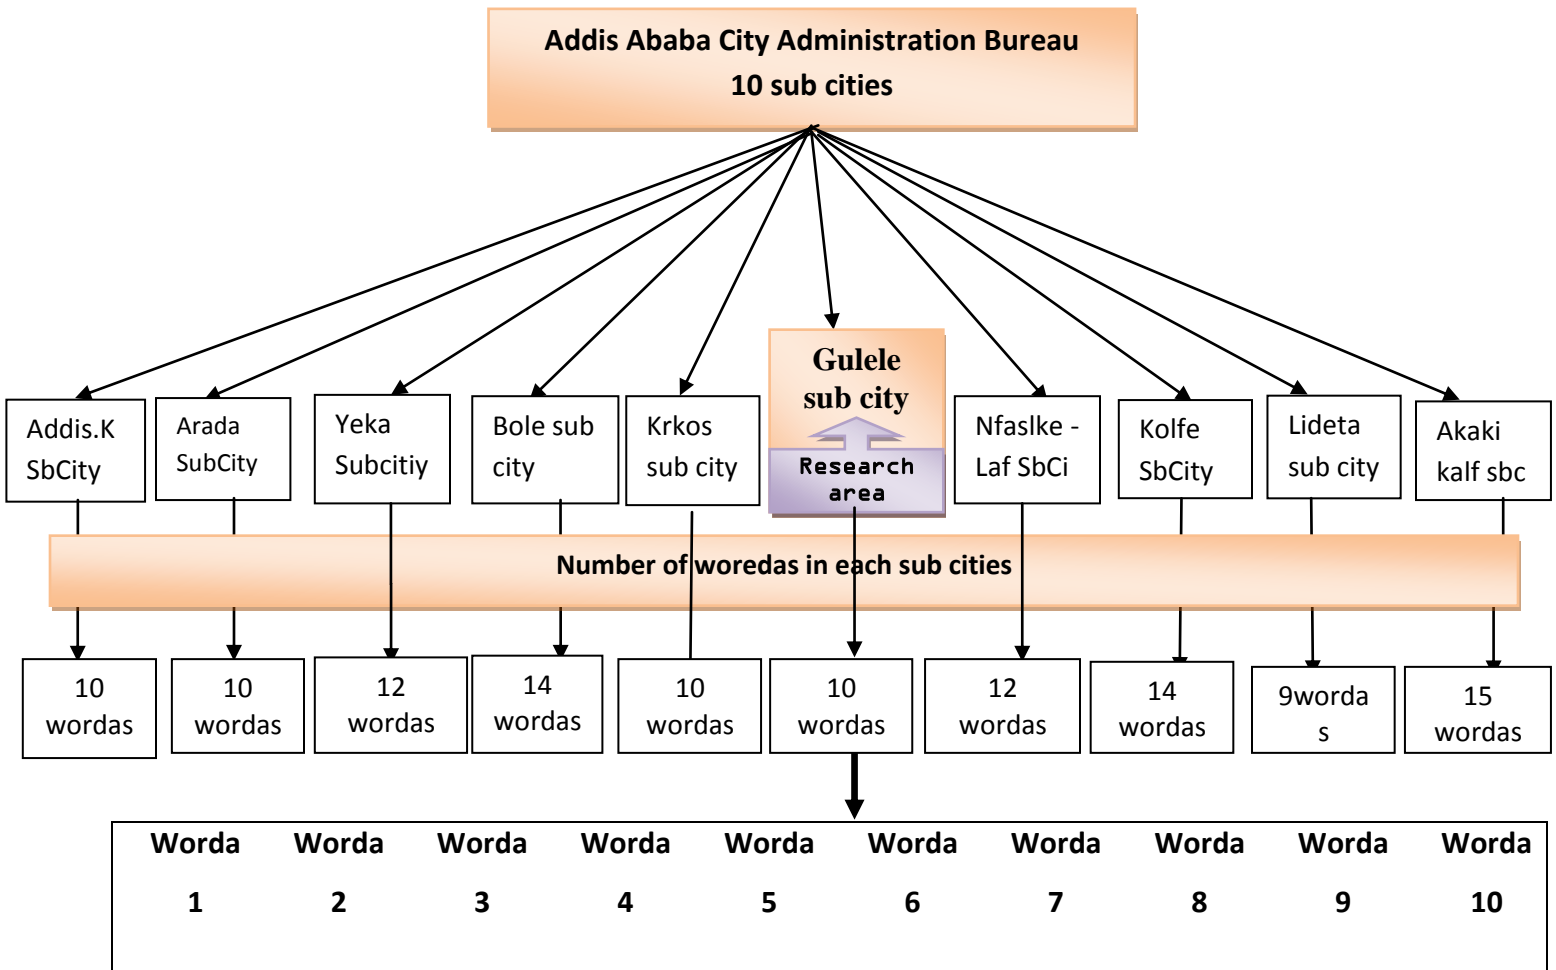 Addis Ababa City Administration Bureau
10 sub cities
Addis.K
SbCity
Arada
SubCity
Yeka
Subcitiy
Bole sub
city
Krkos
sub city
Gulele
sub city
Research
area
Nfaslke -
Laf SbCi
Kolfe
SbCity
Lideta
sub city
Akaki
kalf sbc
Number of woredas in each sub cities
10
wordas
10
wordas
12
wordas
14
wordas
10
wordas
10
wordas
12
wordas
14
wordas
9worda
s
15
wordas
Worda Worda Worda Worda Worda Worda Worda Worda Worda Worda
1 2 3 4 5 6 7 8 9 10